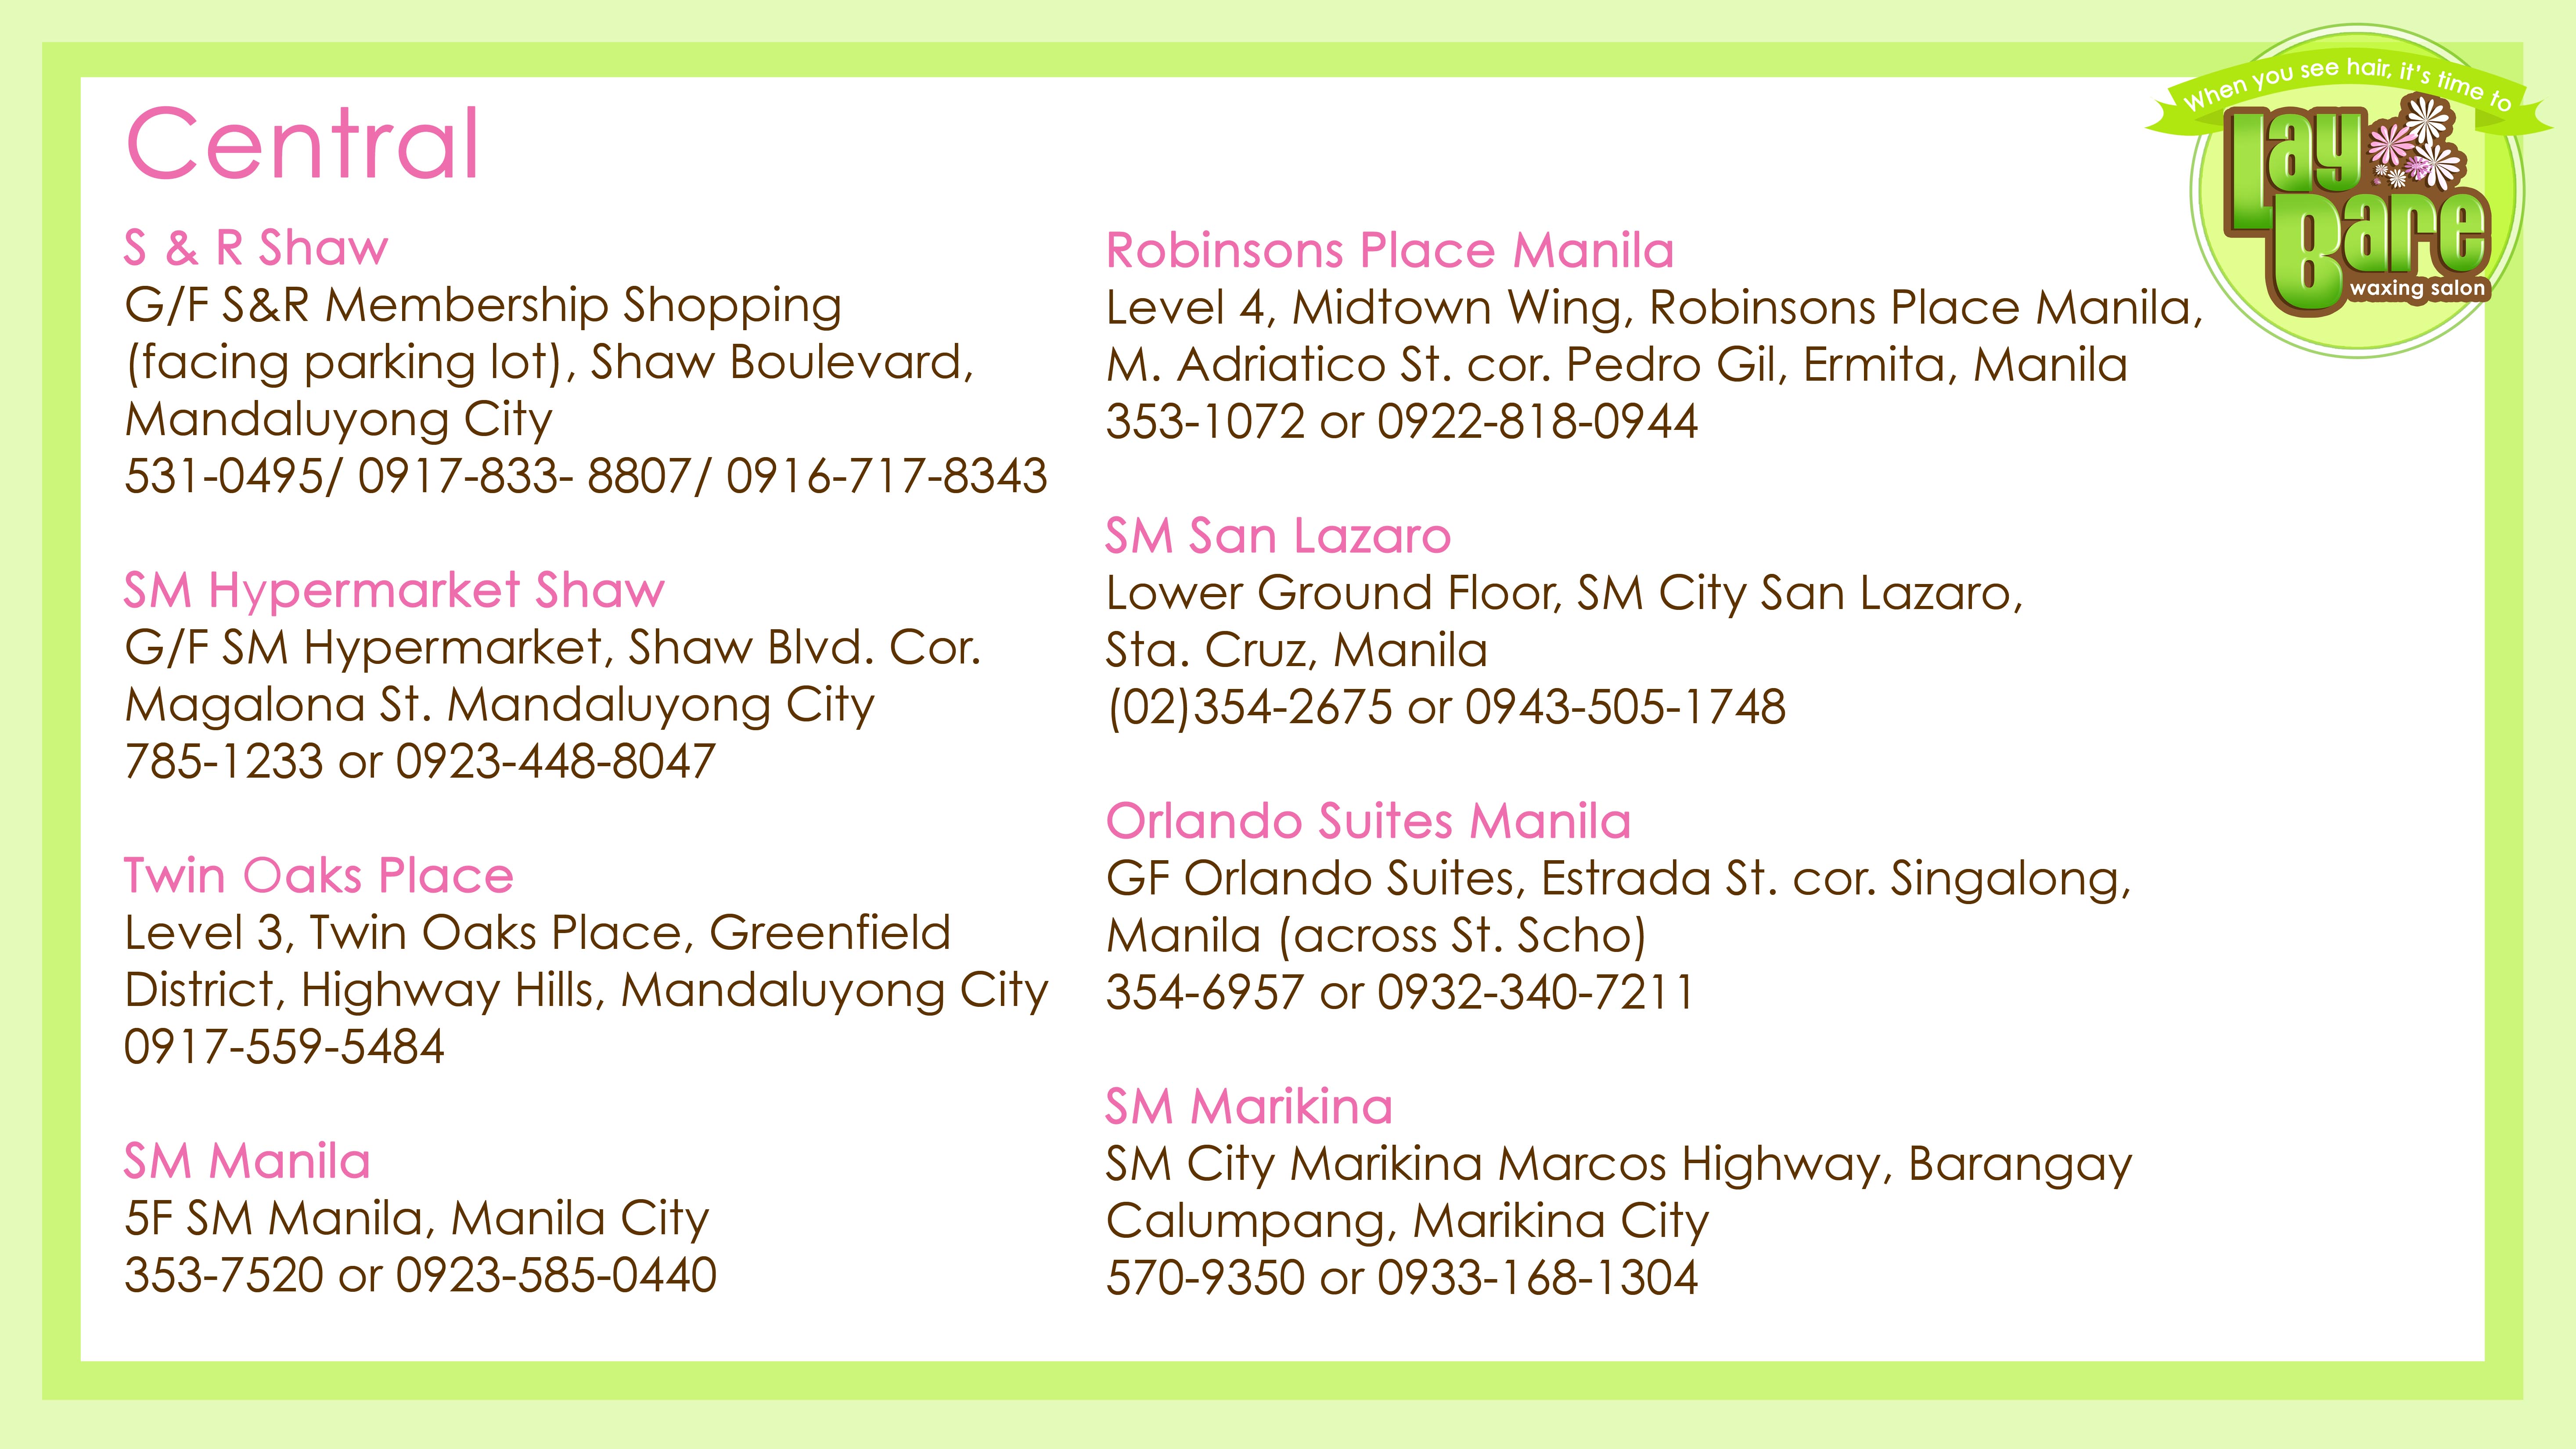 Central
S & R Shaw
G/F S&R Membership Shopping
(facing parking lot), Shaw Boulevard,
Mandaluyong City
531-0495/ 0917-833- 8807/ 0916-717-8343
SM Hypermarket Shaw
G/F SM Hypermarket, Shaw Blvd. Cor.
Magalona St. Mandaluyong City
785-1233 or 0923-448-8047
Twin Oaks Place
Level 3, Twin Oaks Place, Greenfield
District, Highway Hills, Mandaluyong City
0917-559-5484
SM Manila
5F SM Manila, Manila City
353-7520 or 0923-585-0440
Robinsons Place Manila
Level 4, Midtown Wing, Robinsons Place Manila,
M. Adriatico St. cor. Pedro Gil, Ermita, Manila
353-1072 or 0922-818-0944
SM San Lazaro
Lower Ground Floor, SM City San Lazaro,
Sta. Cruz, Manila
(02)354-2675 or 0943-505-1748
Orlando Suites Manila
GF Orlando Suites, Estrada St. cor. Singalong,
Manila (across St. Scho)
354-6957 or 0932-340-7211
SM Marikina
SM City Marikina Marcos Highway, Barangay
Calumpang, Marikina City
570-9350 or 0933-168-1304
When you see hair, it's time to
Lay
Bare
waxing salon